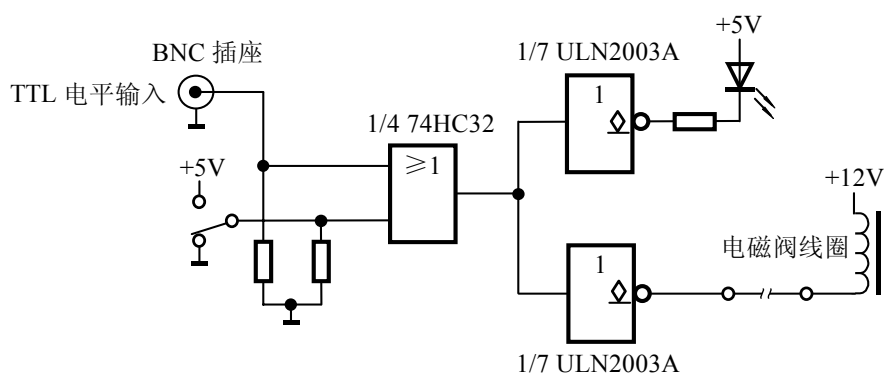 BNC 插座
TTL 电平输入
+5V
1/4 74HC32
≥1
1/7 ULN2003A
1
+5V
1
1/7 ULN2003A
+12V
电磁阀线圈